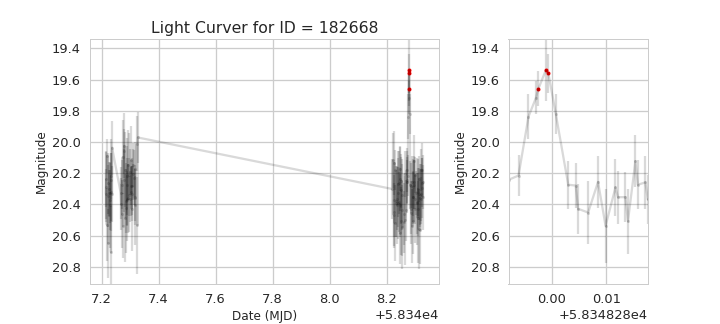 Light Curver for ID = 182668
Magnitude
19.4
19.6
19.8
20.0
20.2
20.4
20.6
20.8
7.2 7.4 7.6 7.8 8.0 8.2
Date (MJD)
+5.834e4
Magnitude
19.4
19.6
19.8
20.0
20.2
20.4
20.6
20.8
0.00 0.01
+5.834828e4